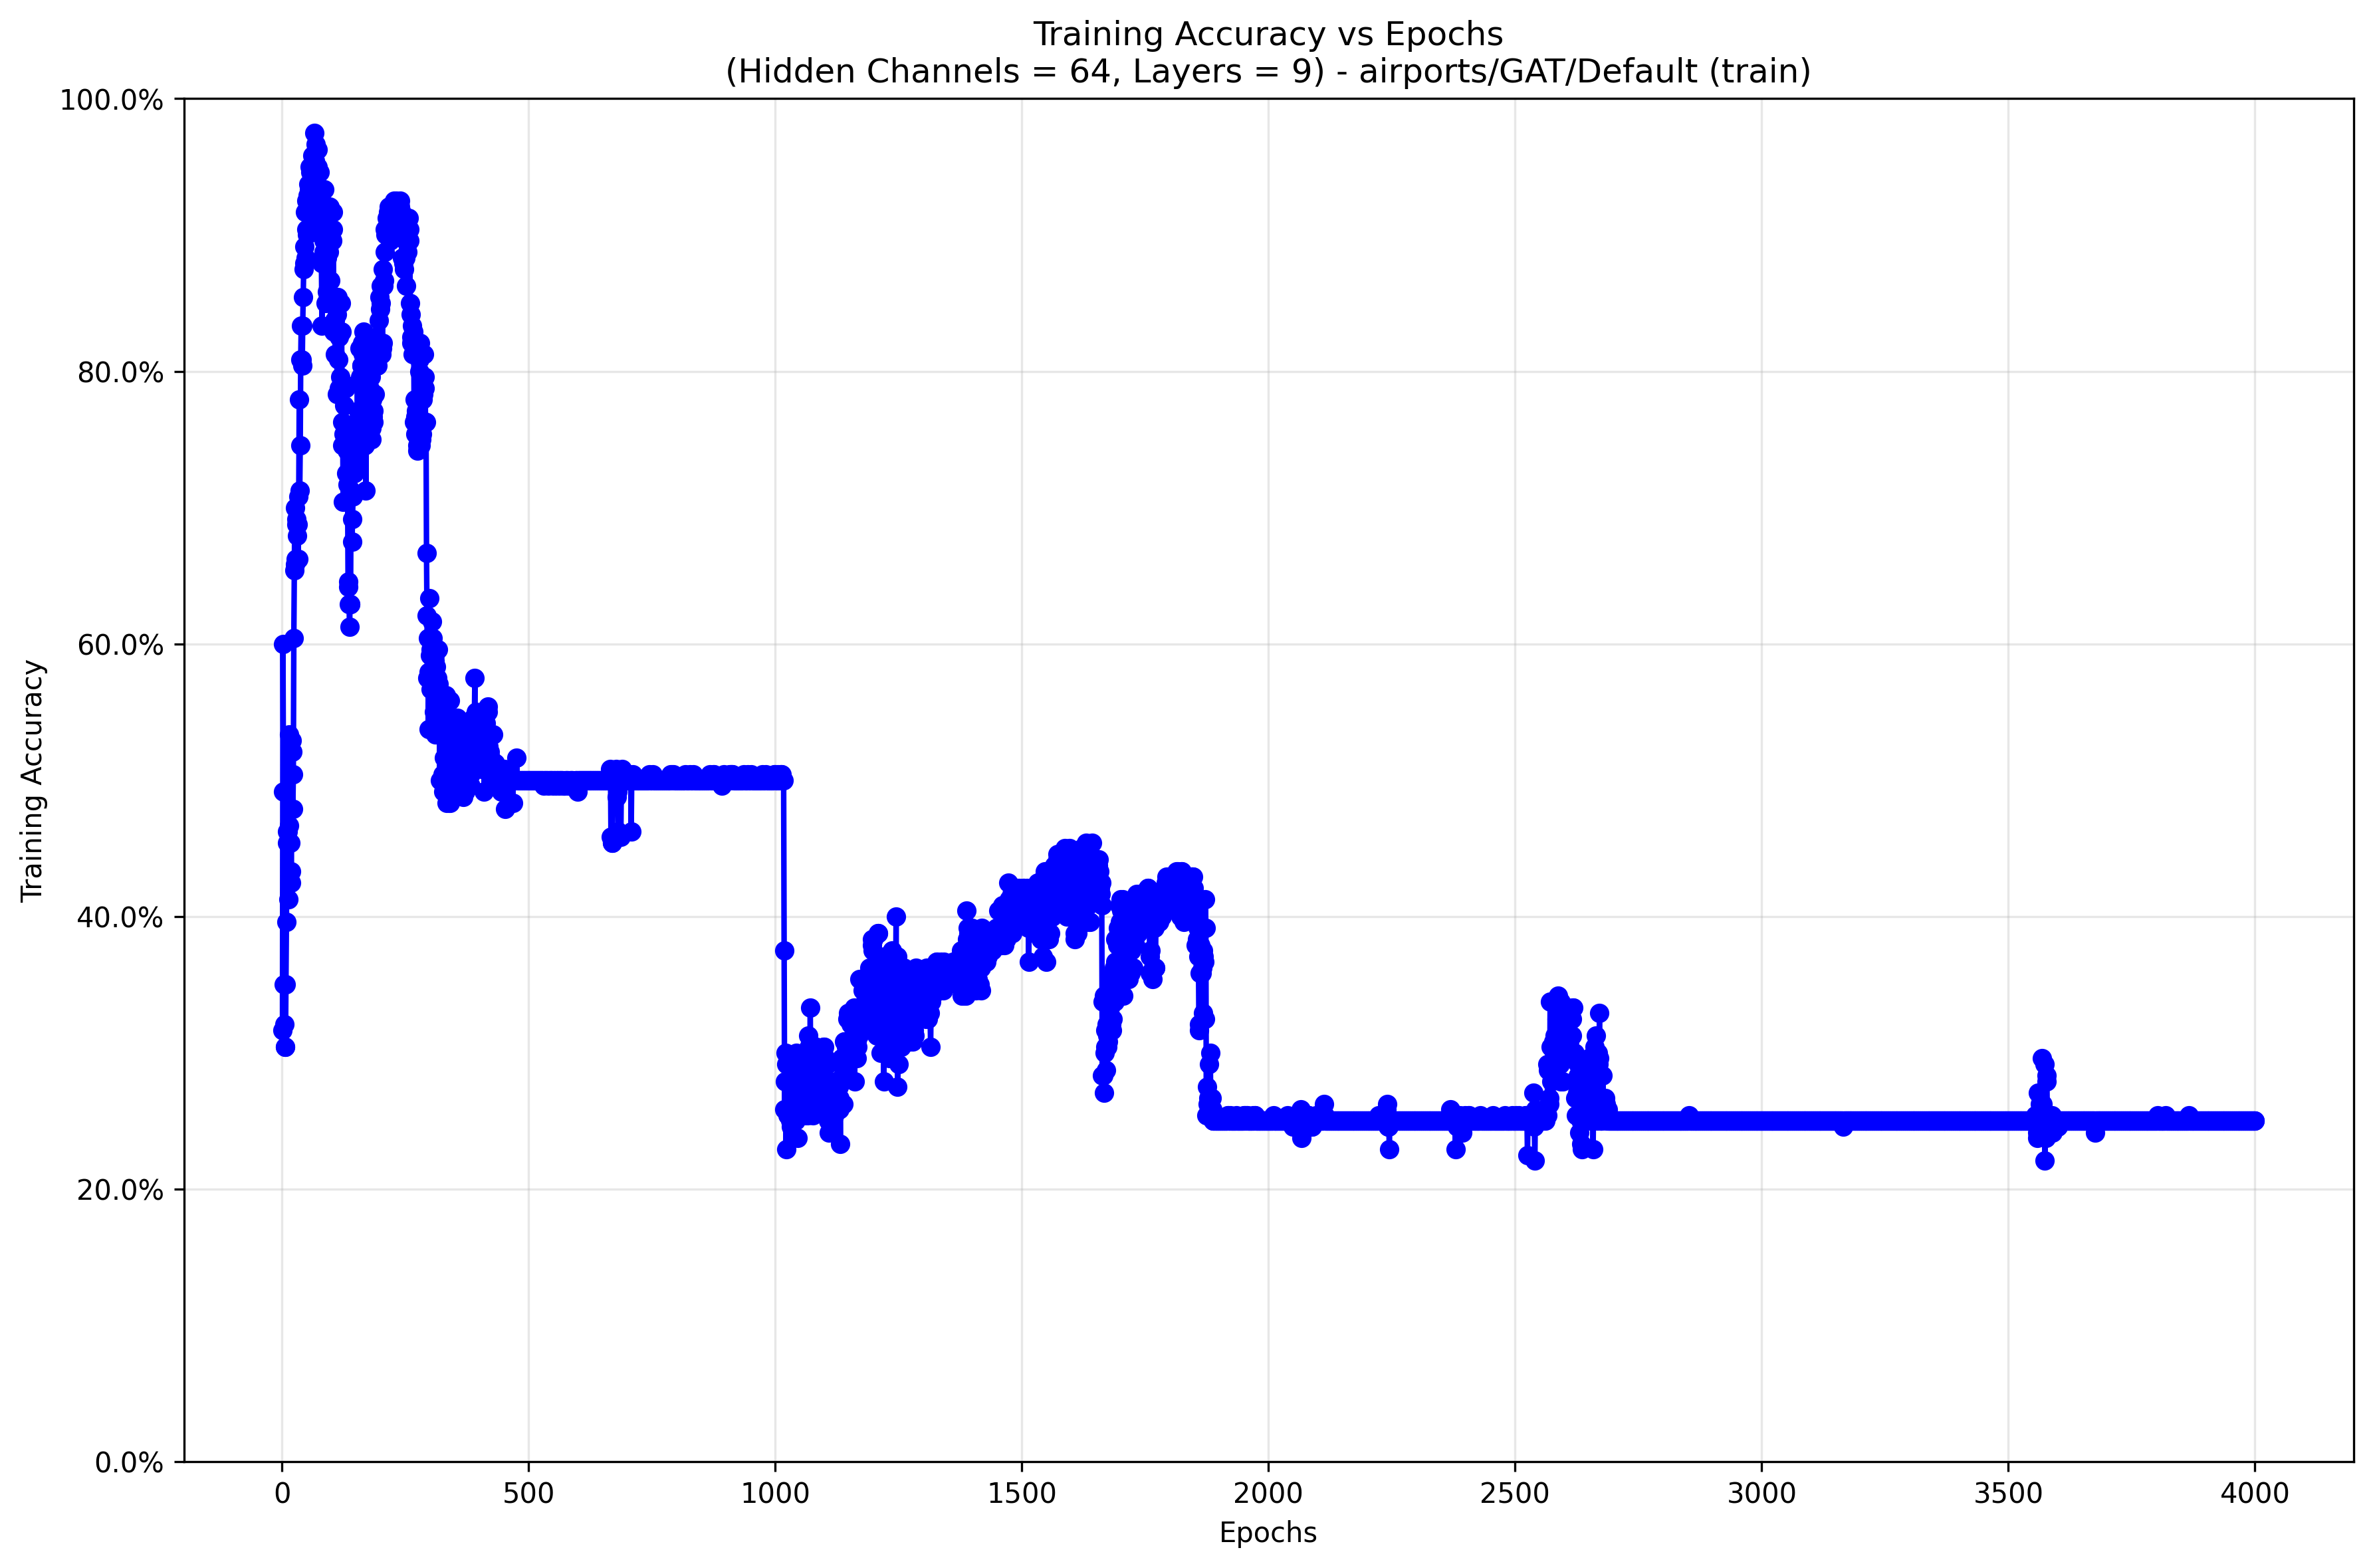 Training Accuracy vs Epochs
(Hidden Channels = 64, Layers = 9) - airports/GAT/Default (train)
100.0%
80.0%
60.0%
40.0%
20.0%
0.0%
Training Accuracy
0 500 1000 1500 2000 2500 3000 3500 4000
Epochs